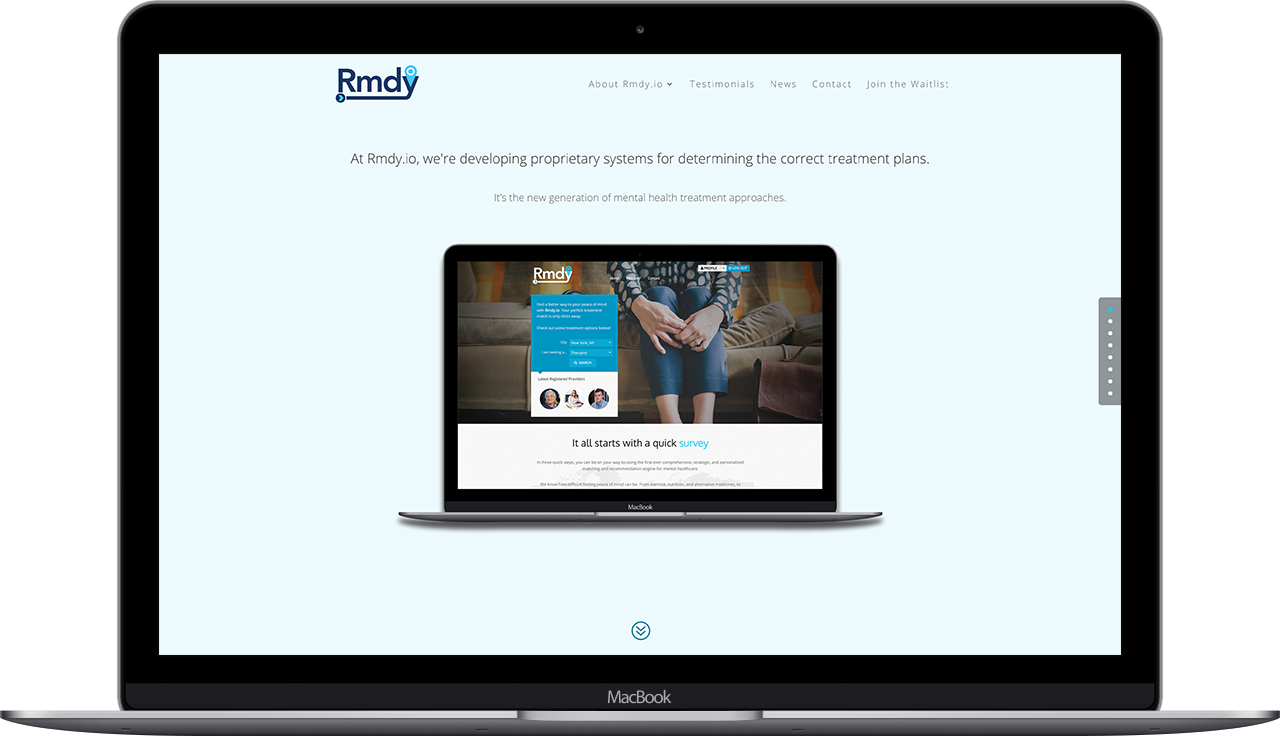 Rmdy
About Rmdy.io
Testimonials
News
Contact
Join the Waitlist
At Rmdy.io, we're developing proprietary systems for determining the correct treatment plans.
It's the new generation of mental health treatment approaches.
Rmdy
Contact
PROFILE
LOG OUT
Find a better way to your peace of mind
with Rmdy.io. Your perfect treatment
match is only clicks away.
Check out some treatment options below!
City
New York, NY
I am seeking a...
Therapist
SEARCH
Latest Registered Providers
It all starts with a quick survey
In three quick steps, you can be on your way to using the first-ever comprehensive, strategic, and personalized
matching and recommendation engine for mental healthcare.
We know how difficult finding peace of mind can be. From exercise, nutrition, and alternative medicines, to
MacBook
MacBook